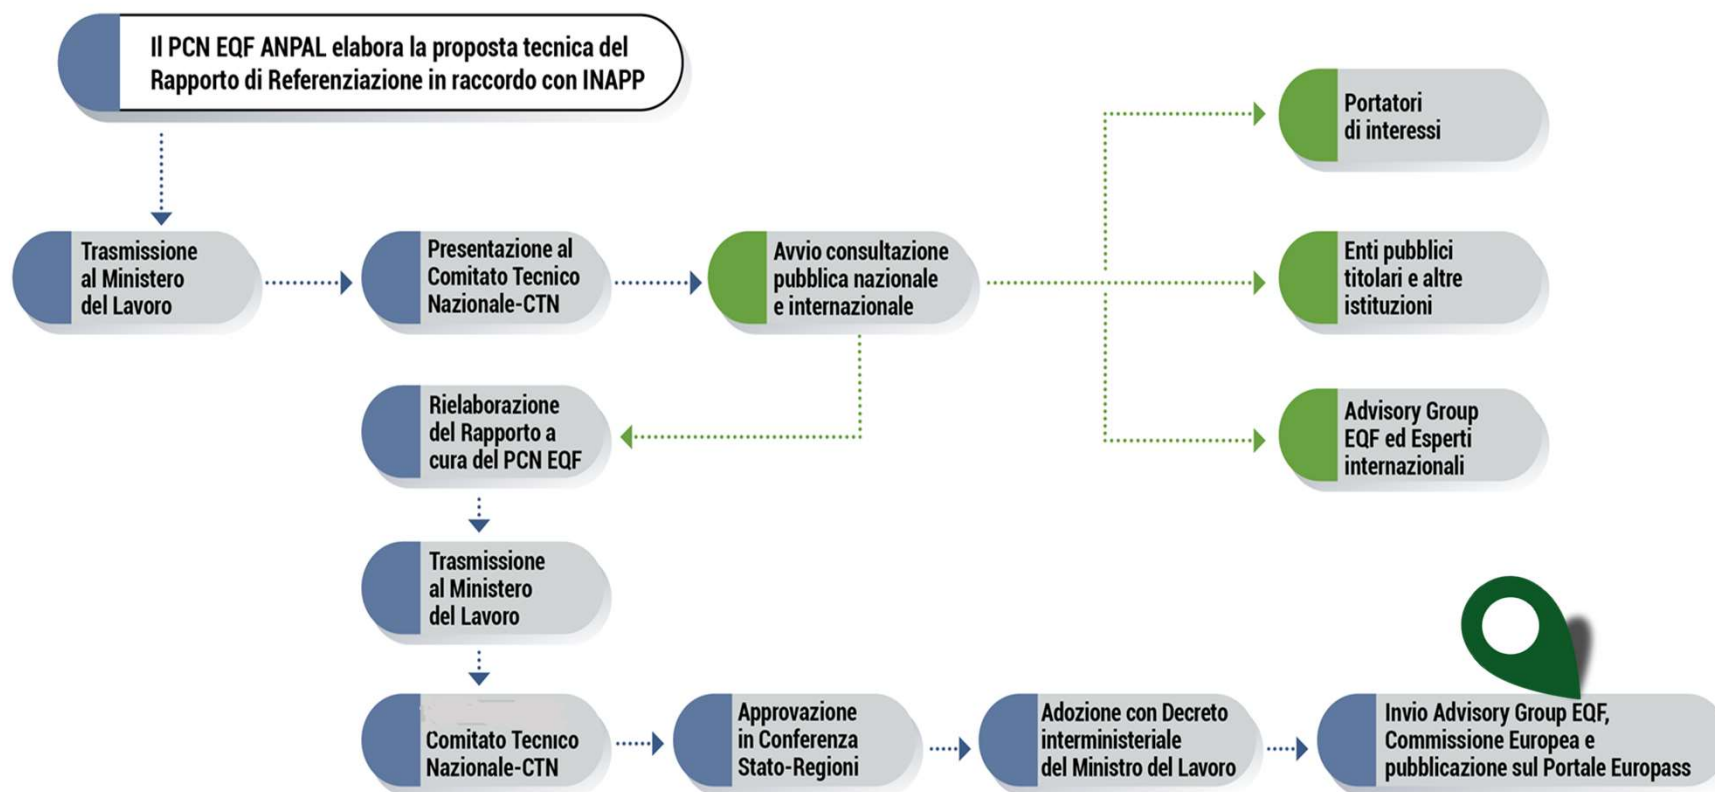 Il PCN EQF ANPAL elabora la proposta tecnica del
Rapporto di Referenziazione in raccordo con INAPP
Portatori
di interessi
Trasmissione
al Ministero
del Lavoro
Presentazione al
Comitato Tecnico
Nazionale-CTN
Avvio consultazione
pubblica nazionale
e internazionale
Enti pubblici
titolari e altre
istituzioni
Rielaborazione
del Rapporto a
cura del PCN EQF
Advisory Group
EQF ed Esperti
internazionali
Trasmissione
al Ministero
del Lavoro
Comitato Tecnico
Nazionale-CTN
Approvazione
in Conferenza
Stato-Regioni
Adozione con Decreto
interministeriale
del Ministro del Lavoro
Invio Advisory Group EQF,
Commissione Europea e
pubblicazione sul Portale Europass